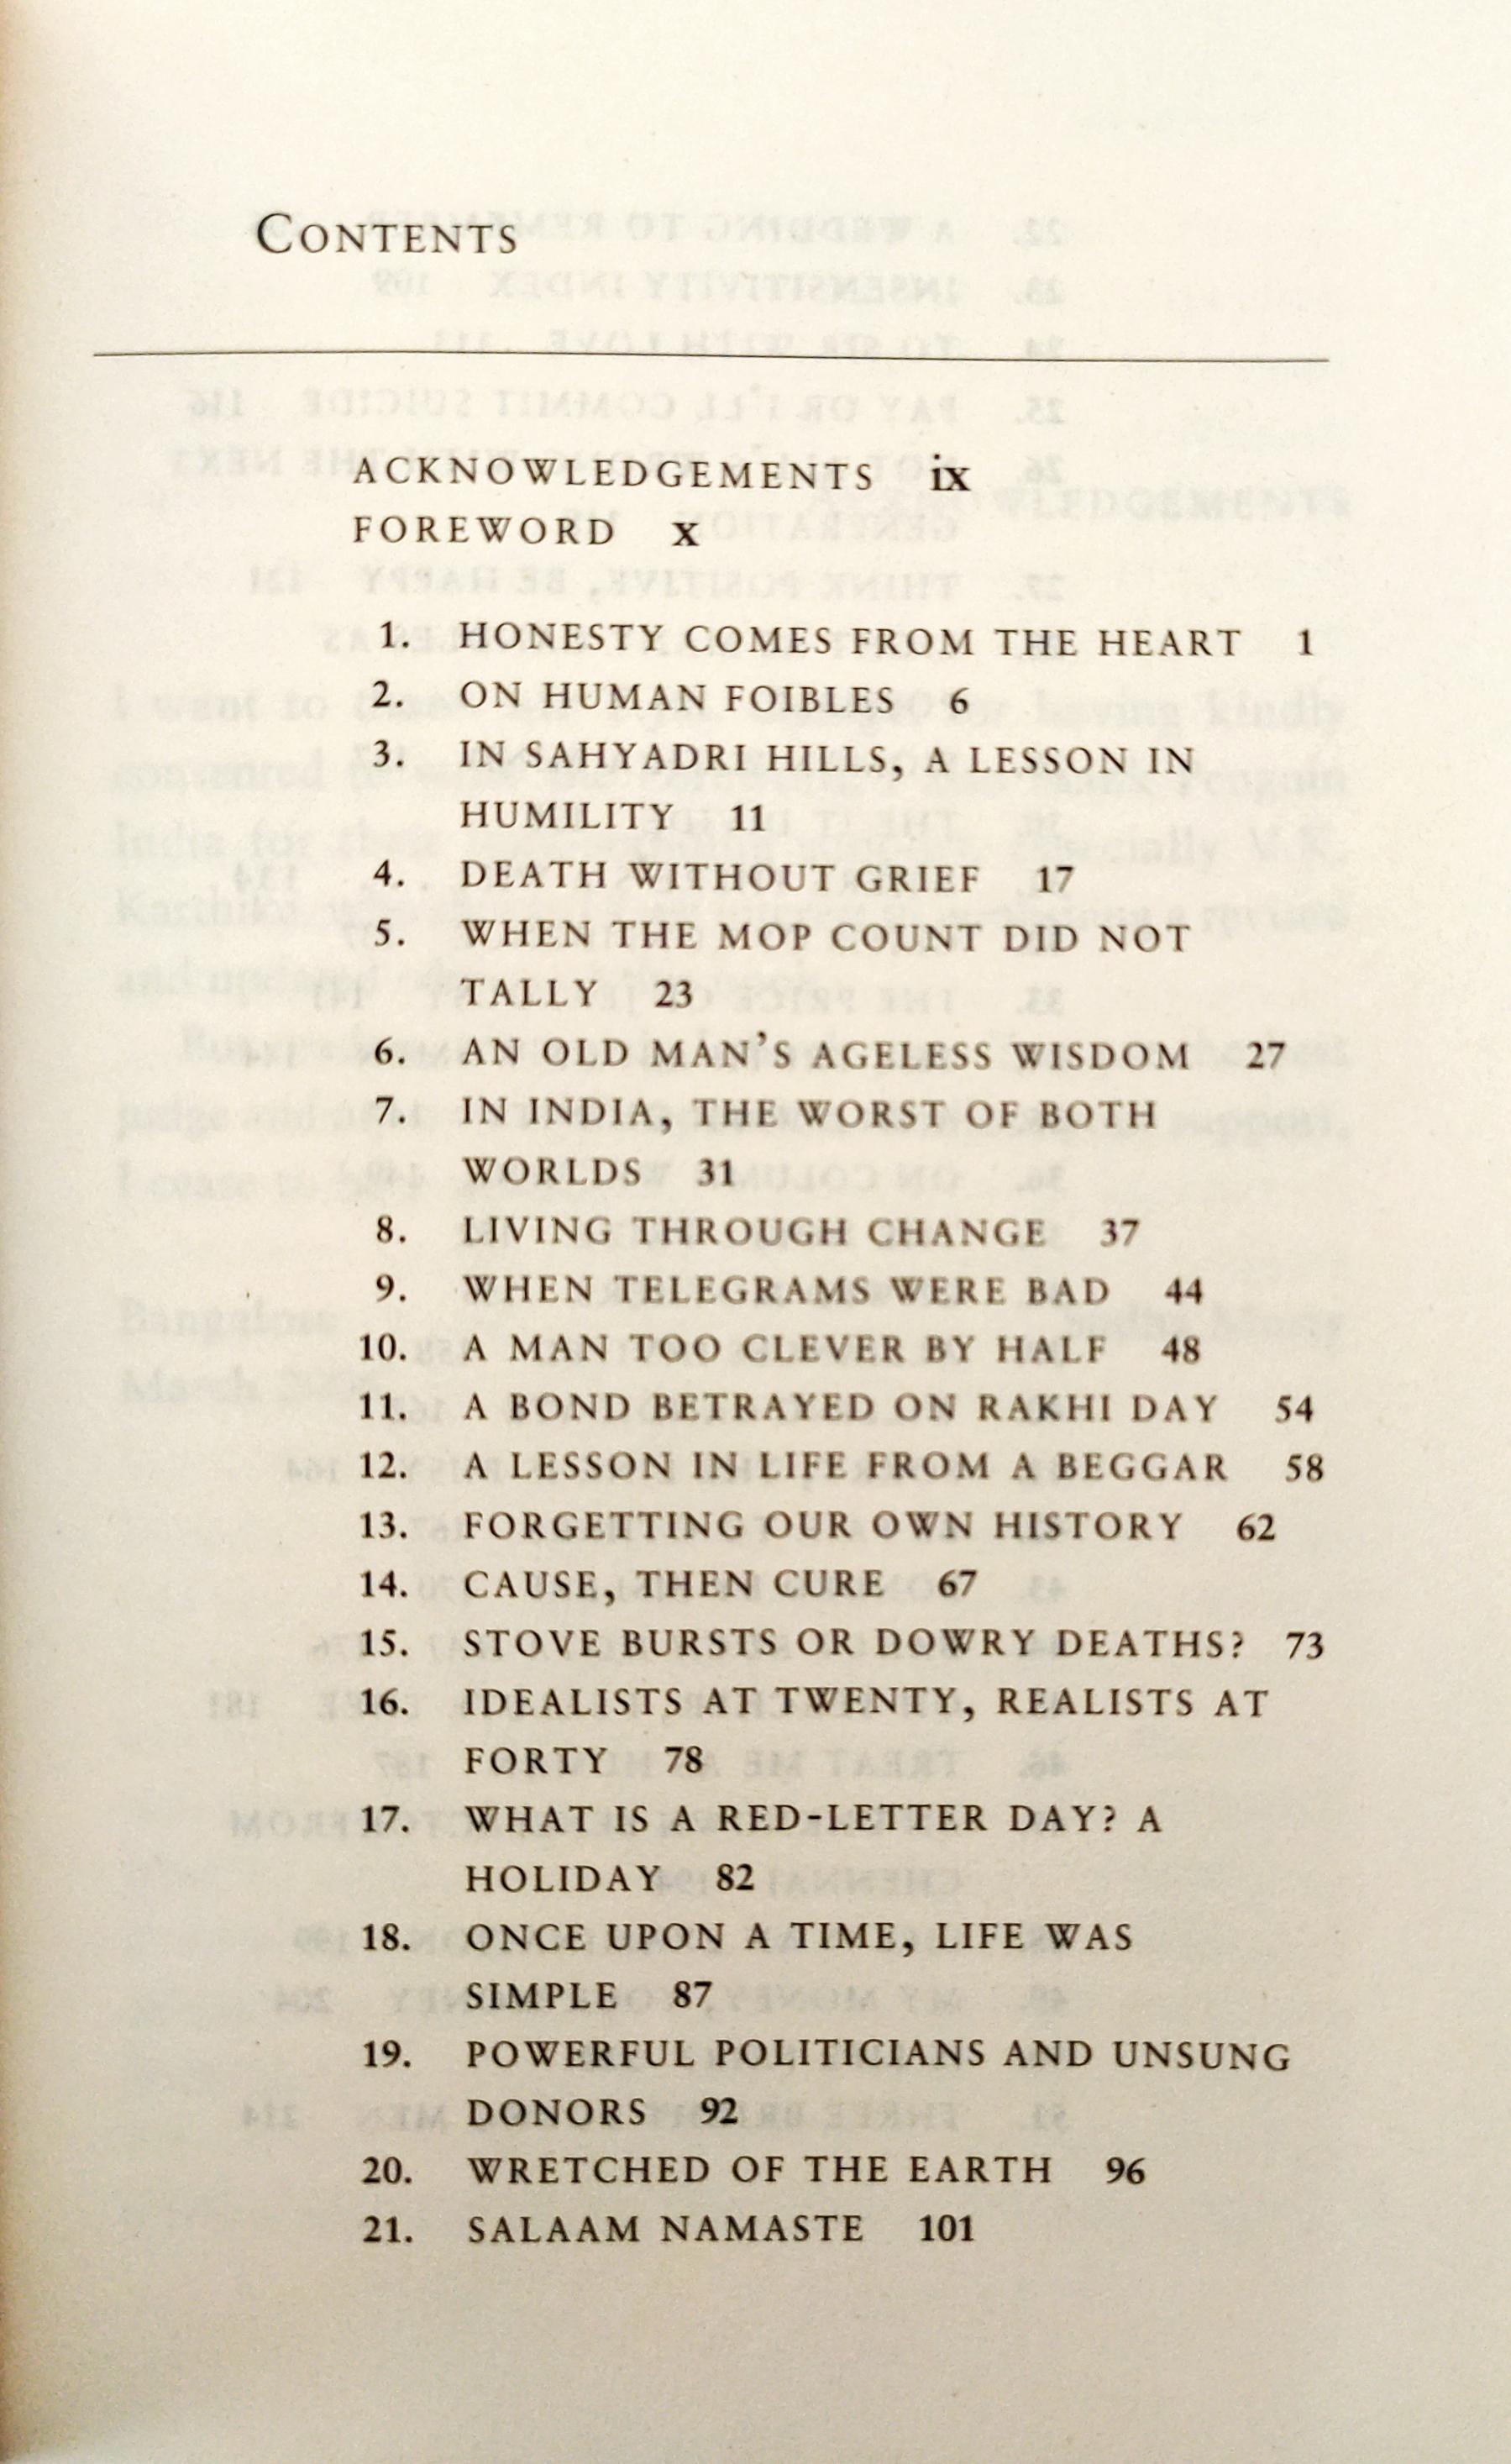 CONTENTS
ACKNOWLEDGEMENTS ix
FOREWORD x
1. HONESTY COMES FROM THE HEART 1
2. ON HUMAN FOIBLES 6
3. IN SAHYADRI HILLS, A LESSON IN
HUMILITY 11
4. DEATH WITHOUT GRIEF 17
5. WHEN THE MOP COUNT DID NOT
TALLY 23
6. AN OLD MAN'S AGELESS WISDOM 27
7. IN INDIA, THE WORST OF BOTH
WORLDS 31
8. LIVING THROUGH CHANGE 37
9. WHEN TELEGRAMS WERE BAD 44
10. A MAN TOO CLEVER BY HALF 48
11. A BOND BETRAYED ON RAKHI DAY 54
12. A LESSON IN LIFE FROM A BEGGAR 58
13. FORGETTING OUR OWN HISTORY 62
14. CAUSE, THEN CURE 67
15. STOVE BURSTS OR DOWRY DEATHS? 73
16. IDEALISTS AT TWENTY, REALISTS AT
FORTY 78
17. WHAT IS A RED-LETTER DAY? A
HOLIDAY 82
18. ONCE UPON A TIME, LIFE WAS
SIMPLE 87
19. POWERFUL POLITICIANS AND UNSUNG
DONORS 92
20. WRETCHED OF THE EARTH 96
21. SALAAM NAMASTE 101